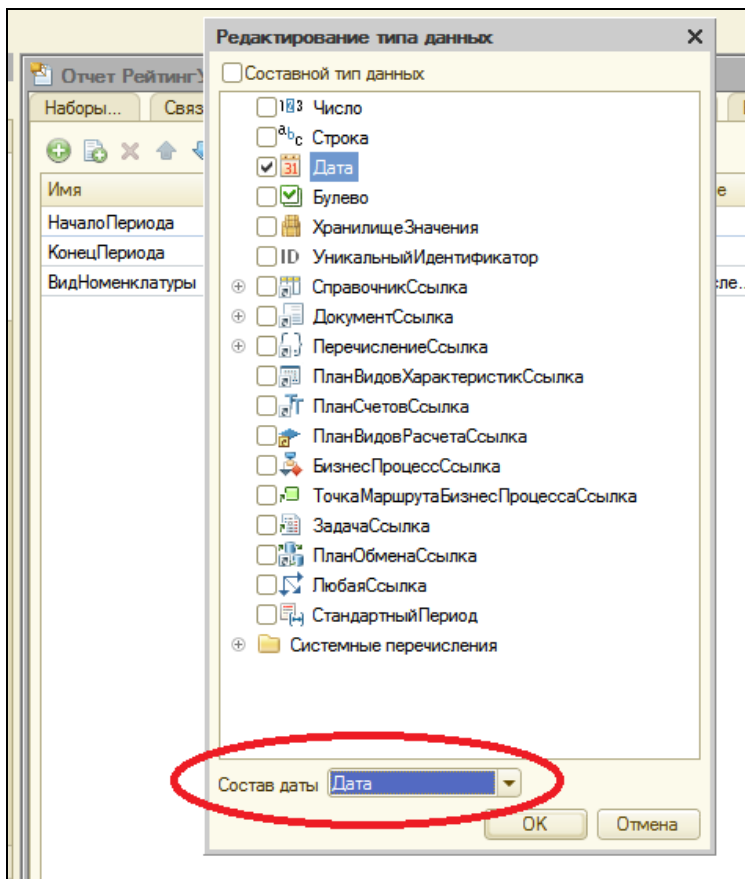 Редактирование типа данных
Отчет РейтингУ
Составной тип данных
Наборы...
Связ
Число
Строка
Дата
Имя
е
Булево
НачалоПериода
ХранилищеЗначения
КонецПериода
ID УникальныйИдентификатор
ВидНоменклатуры
СправочникСсылка
сле...
ДокументСсылка
ПеречислениеСсылка
ПланВидовХарактеристикСсылка
ПланСчетовСсылка
ПланВидовРасчетаСсылка
БизнесПроцессСсылка
ТочкаМаршрутаБизнесПроцессаСсылка
ЗадачаСсылка
ПланОбменаСсылка
ЛюбаяСсылка
СтандартныйПериод
Системные перечисления
Состав даты Дата
OK
Отмена